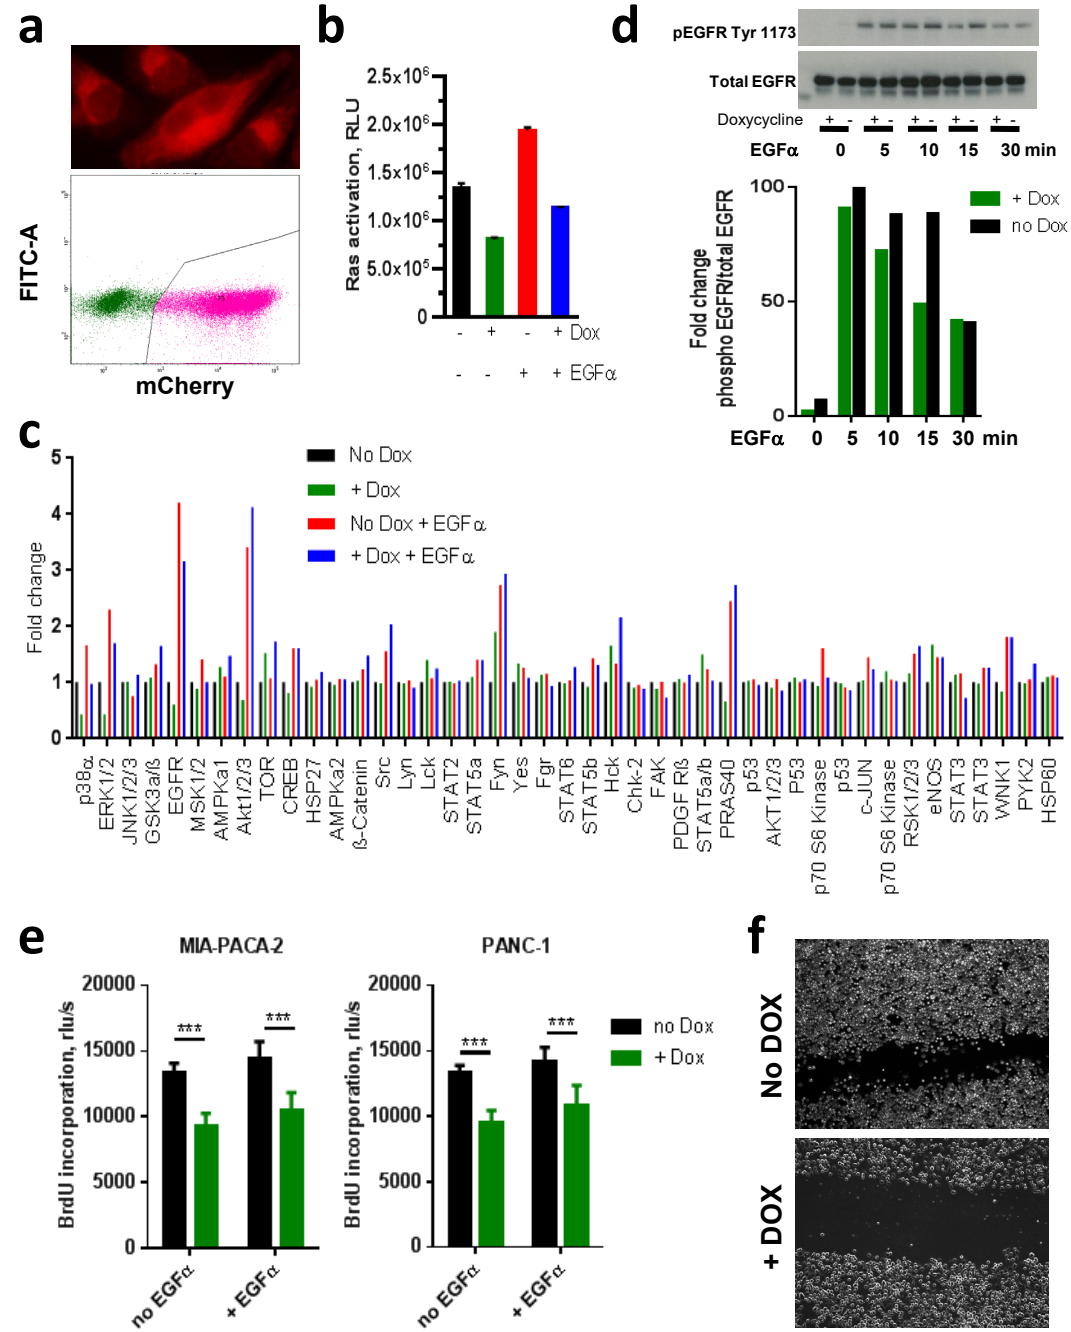 a
FITC-A
mCherry
b
Ras activation, RLU
2.5x10⁶
2.0x10⁶
1.5x10⁶
1.0x10⁶
5.0x10⁵
0
- + - + Dox
- - + + EGFα
d
pEGFR Tyr 1173
Total EGFR
Doxycycline + - + - + - + - + -
EGFα 0 5 10 15 30 min
Fold change
phospho EGFR/total EGFR
100
50
0
+ Dox
no Dox
EGFα 0 5 10 15 30 min
c
Fold change
5
4
3
2
1
0
No Dox
+ Dox
No Dox + EGFα
+ Dox + EGFα
p38α
ERK1/2
JNK1/2/3
GSK3a/ß
EGFR
MSK1/2
AMPKa1
Akt1/2/3
TOR
CREB
HSP27
AMPKa2
ß-Catenin
Src
Lyn
Lck
STAT2
STAT5a
Fyn
Yes
Fgr
STAT6
STAT5b
Hck
Chk-2
FAK
PDGF Rß
STAT5a/b
PRAS40
p53
AKT1/2/3
P53
p70 S6 Kinase
p53
c-JUN
p70 S6 Kinase
RSK1/2/3
eNOS
STAT3
STAT3
WNK1
PYK2
HSP60
e
MIA-PACA-2
BrdU incorporation, rlu/s
20000
15000
10000
5000
0
***
***
no EGFα
+ EGFα
PANC-1
BrdU incorporation, rlu/s
20000
15000
10000
5000
0
***
***
no EGFα
+ EGFα
no Dox
+ Dox
f
No DOX
+ DOX